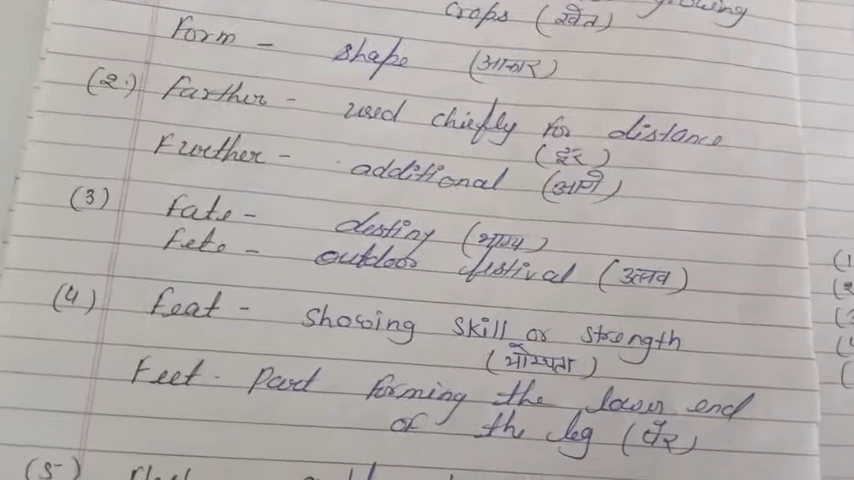 growing
crops (खेत)
Form - shape (आकार)
(2.) Farther - used chiefly for distance
(दूर)
Further - additional (आगे)
(3) Fate - destiny (भाग्य)
Fete - outdoor festival (उत्सव)
(4) Feat - showing skill or strength
(योग्यता)
Feet - part forming the lower end
of the leg (पैर)
(5)